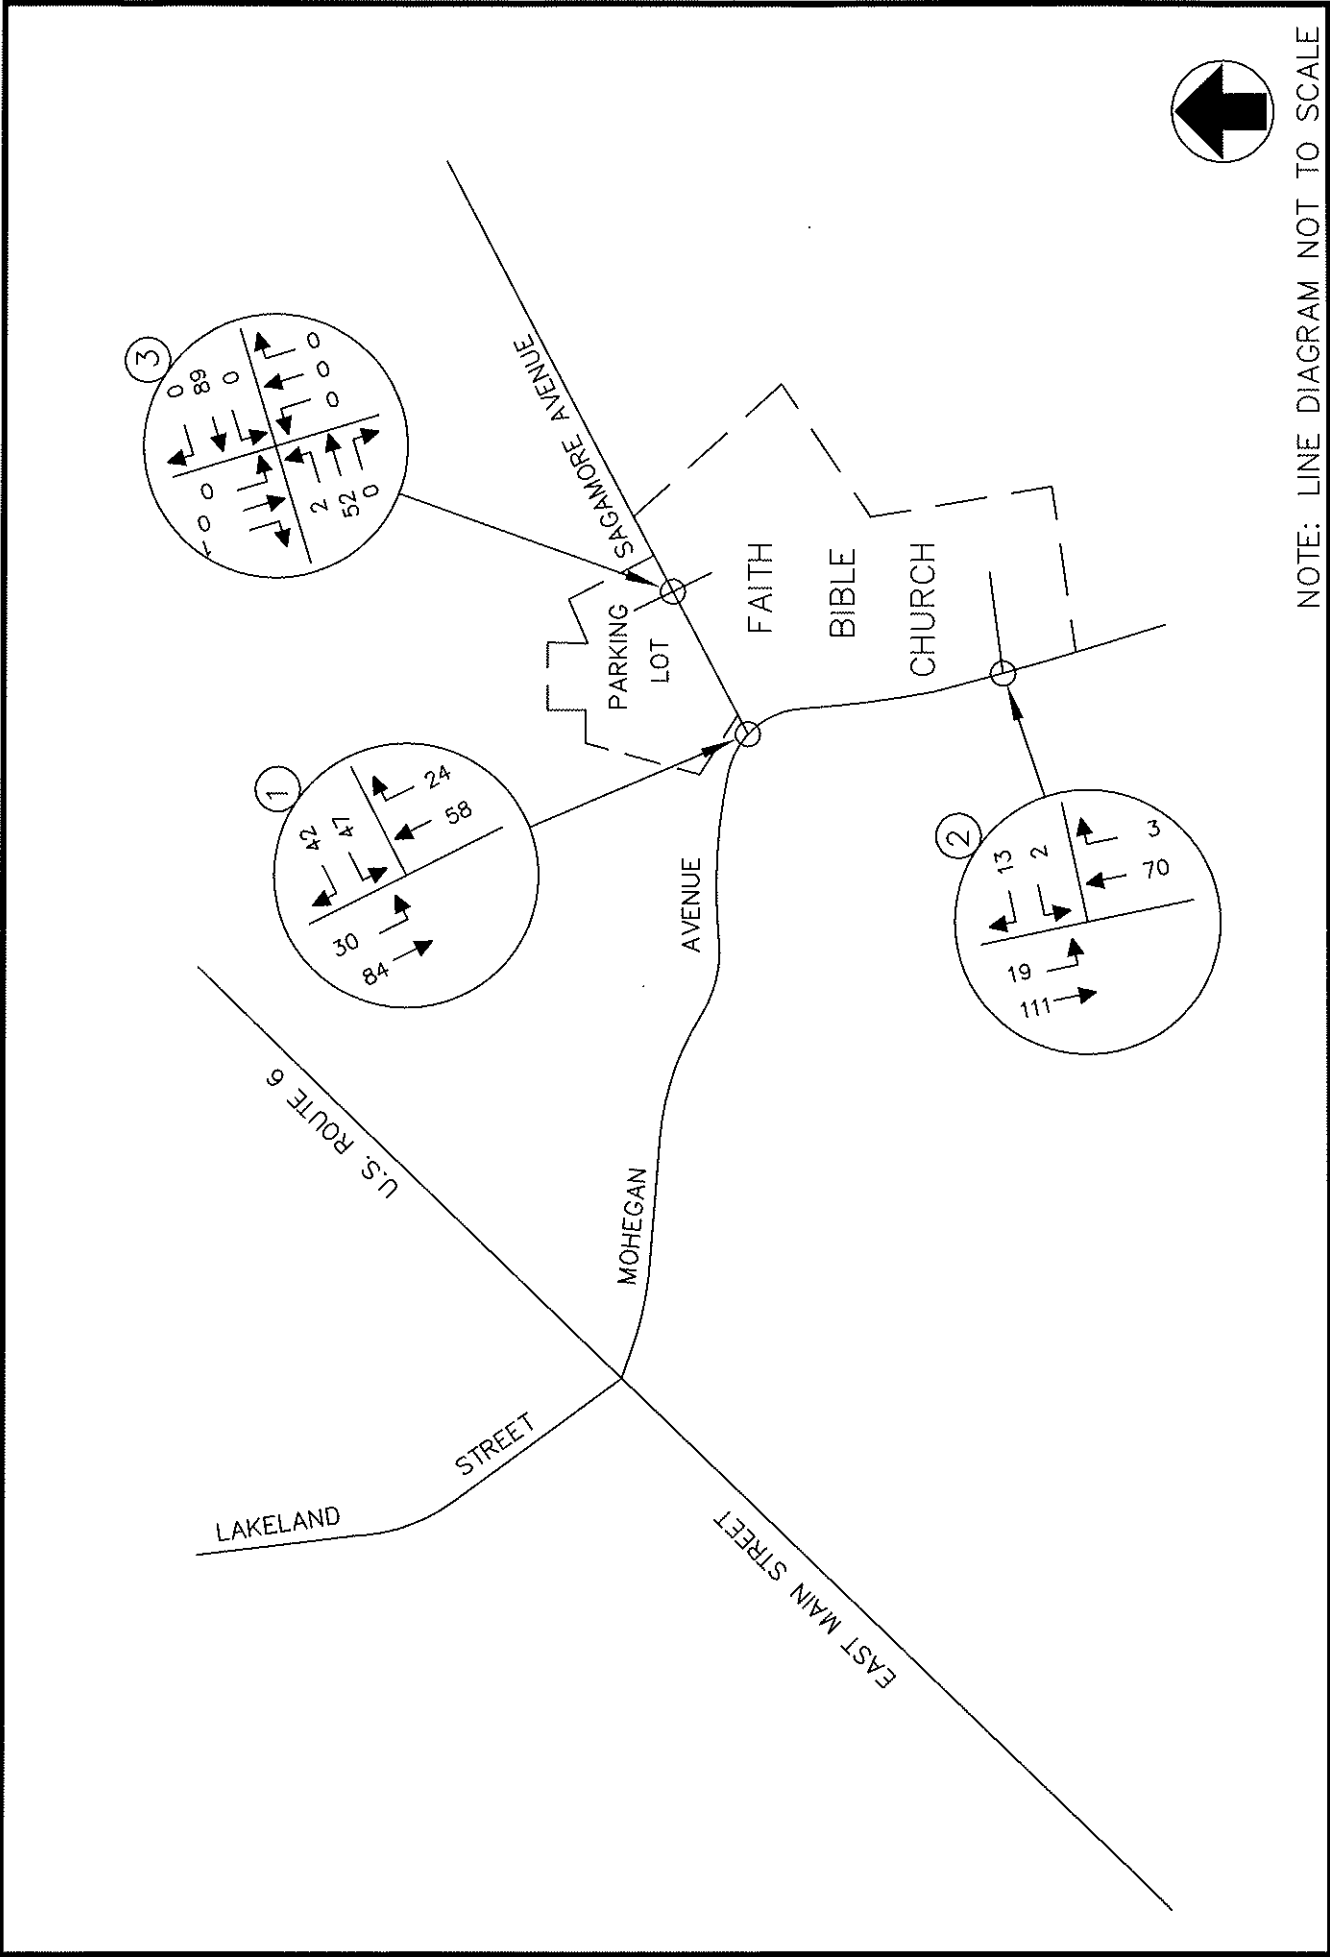 3
0
89
0
0
0
1
0
0
0
2
52
0
SAGAMORE AVENUE
1
42
47
24
58
30
84
PARKING
LOT
FAITH
BIBLE
CHURCH
U.S. ROUTE 6
MOHEGAN
AVENUE
2
13
2
3
70
19
111
LAKELAND
STREET
EAST MAIN STREET
NOTE: LINE DIAGRAM NOT TO SCALE